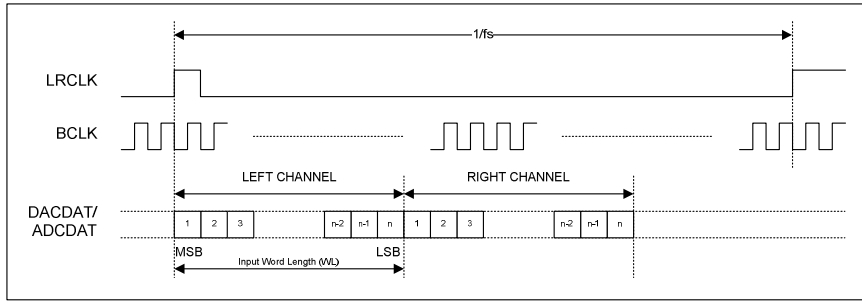 1/fs
LRCLK
BCLK
LEFT CHANNEL RIGHT CHANNEL
DACDAT/
ADCDAT
1 2 3 n-2 n-1 n 1 2 3 n-2 n-1 n
MSB LSB
Input Word Length (WL)